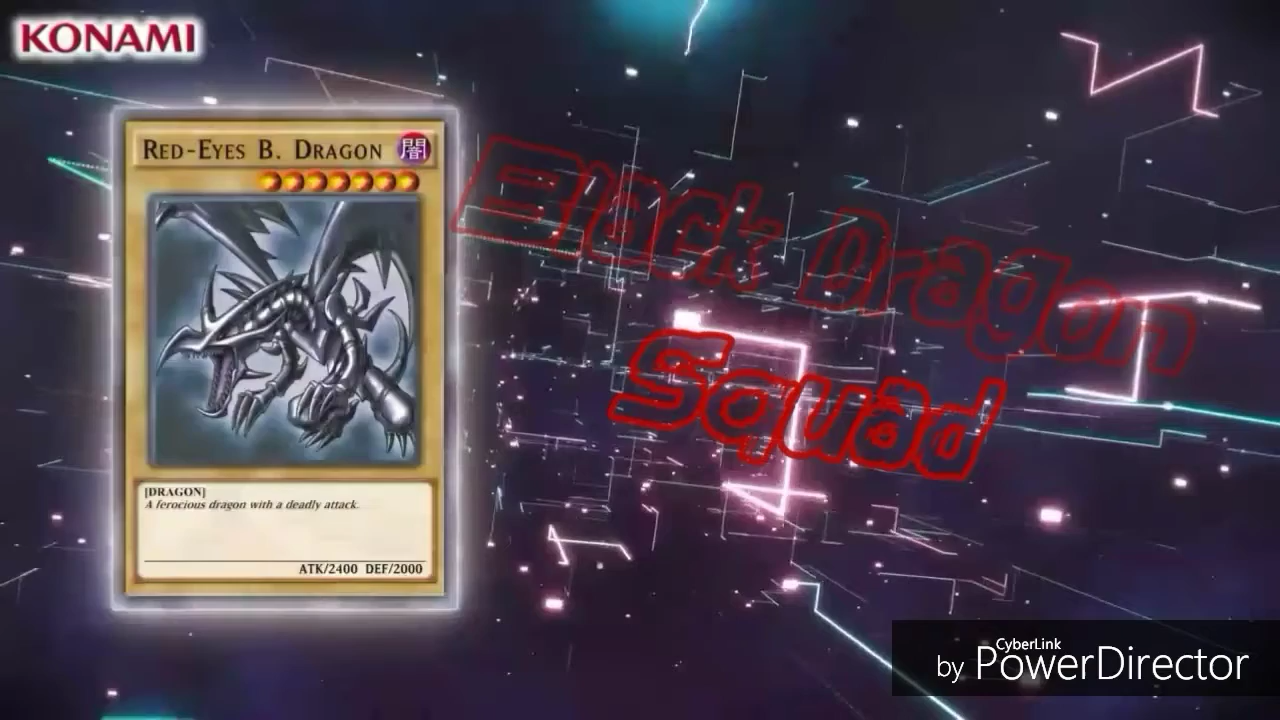 KONAMI
RED-EYES B. DRAGON 闇
[DRAGON]
A ferocious dragon with a deadly attack.
ATK/2400 DEF/2000
Black Dragon
Squad
CyberLink
by PowerDirector